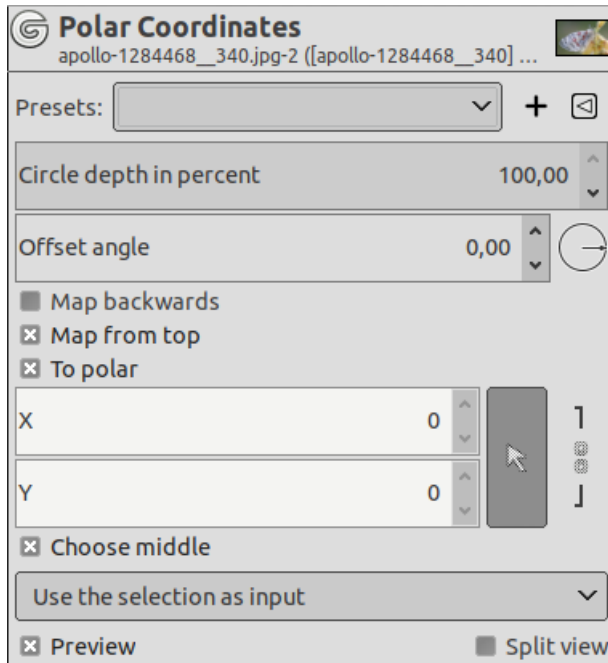 Polar Coordinates
apollo-1284468__340.jpg-2 ([apollo-1284468__340] ...
Presets:
Circle depth in percent 100,00
Offset angle 0,00
Map backwards
Map from top
To polar
X 0
Y 0
Choose middle
Use the selection as input
Preview Split view